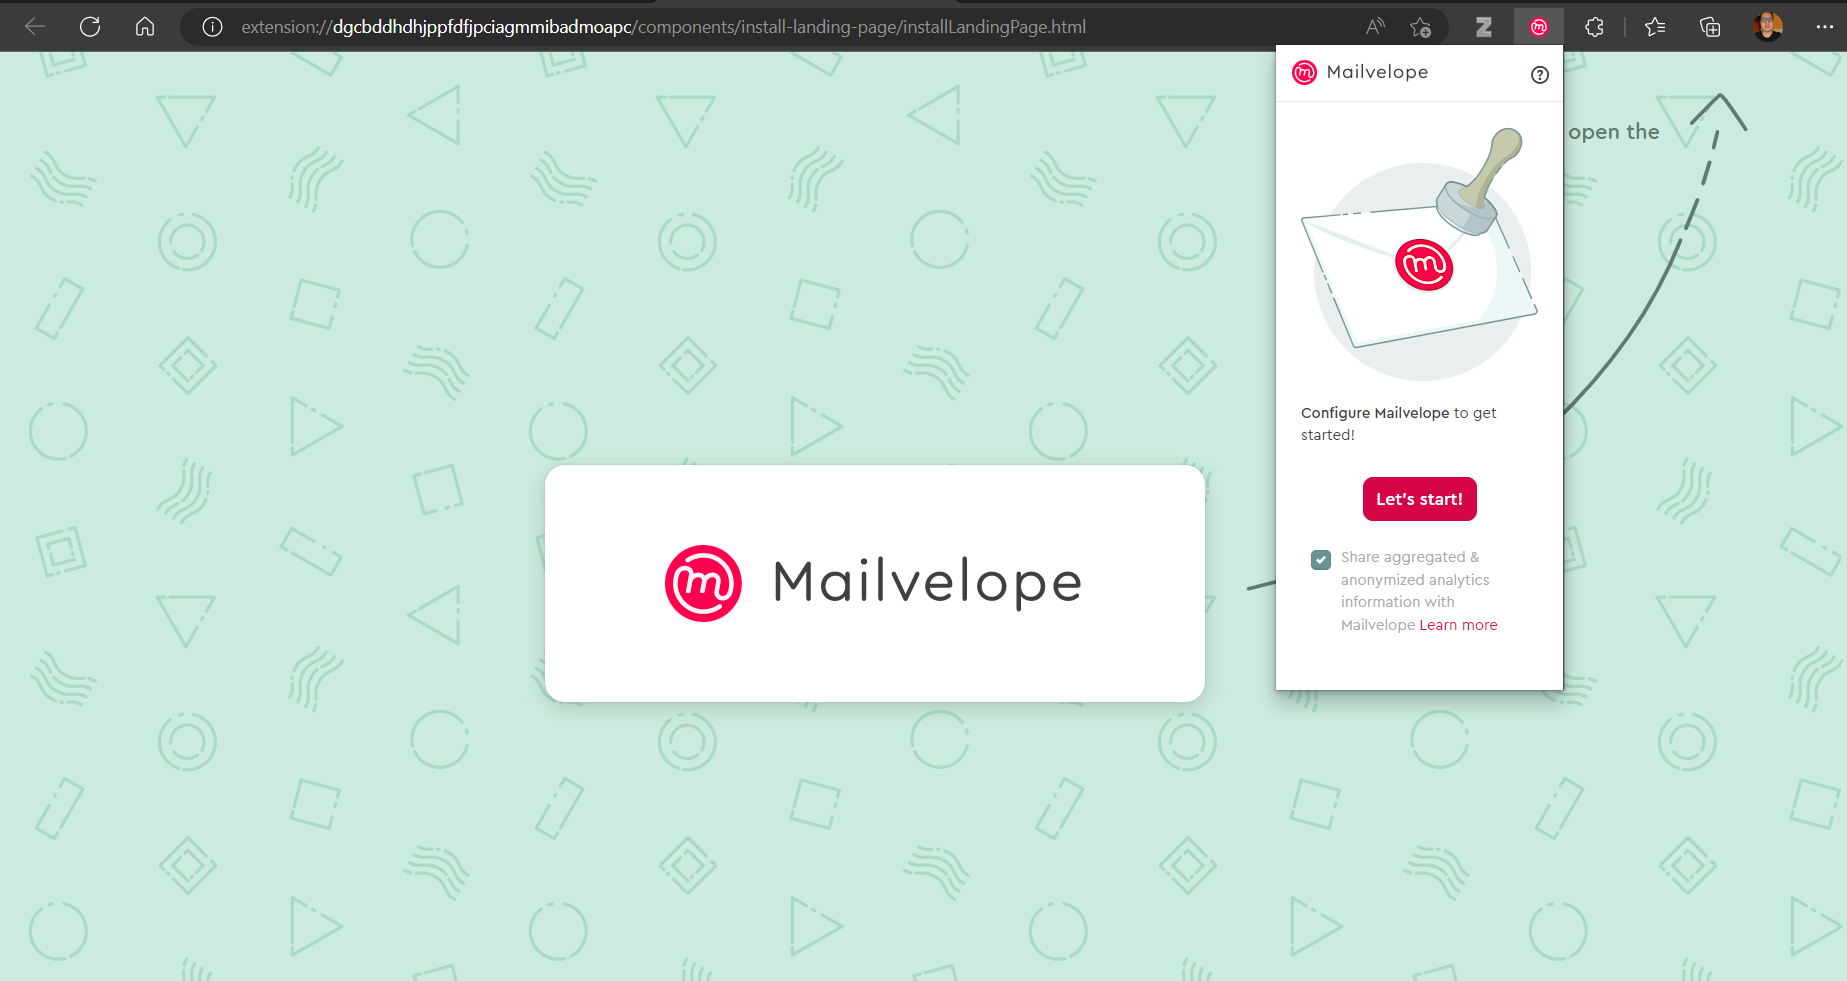 extension://dgcbddhdhjppfdfjpciagmmibadmoapc/components/install-landing-page/installLandingPage.html
Mailvelope
open the
Configure Mailvelope to get
started!
Let's start!
Share aggregated &
anonymized analytics
information with
Mailvelope Learn more
Mailvelope